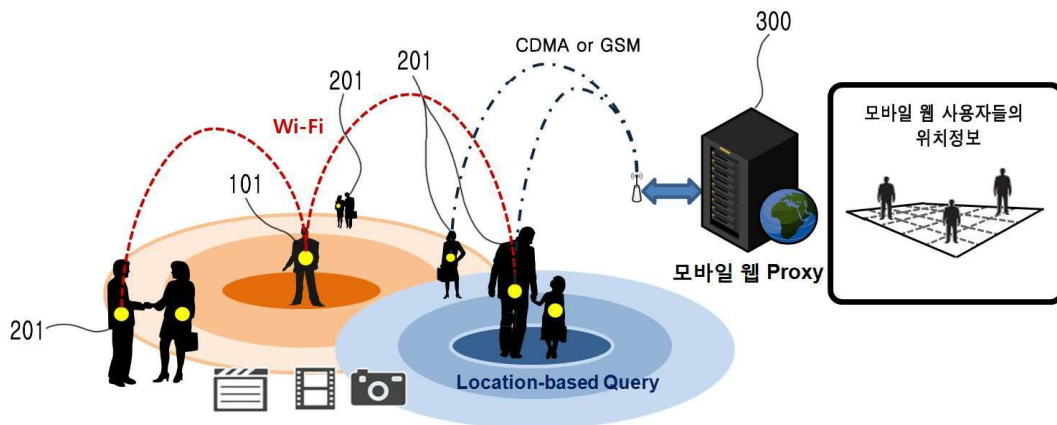 300
CDMA or GSM
201
201
모바일 웹 사용자들의
위치정보
Wi-Fi
101
모바일 웹 Proxy
201
Location-based Query